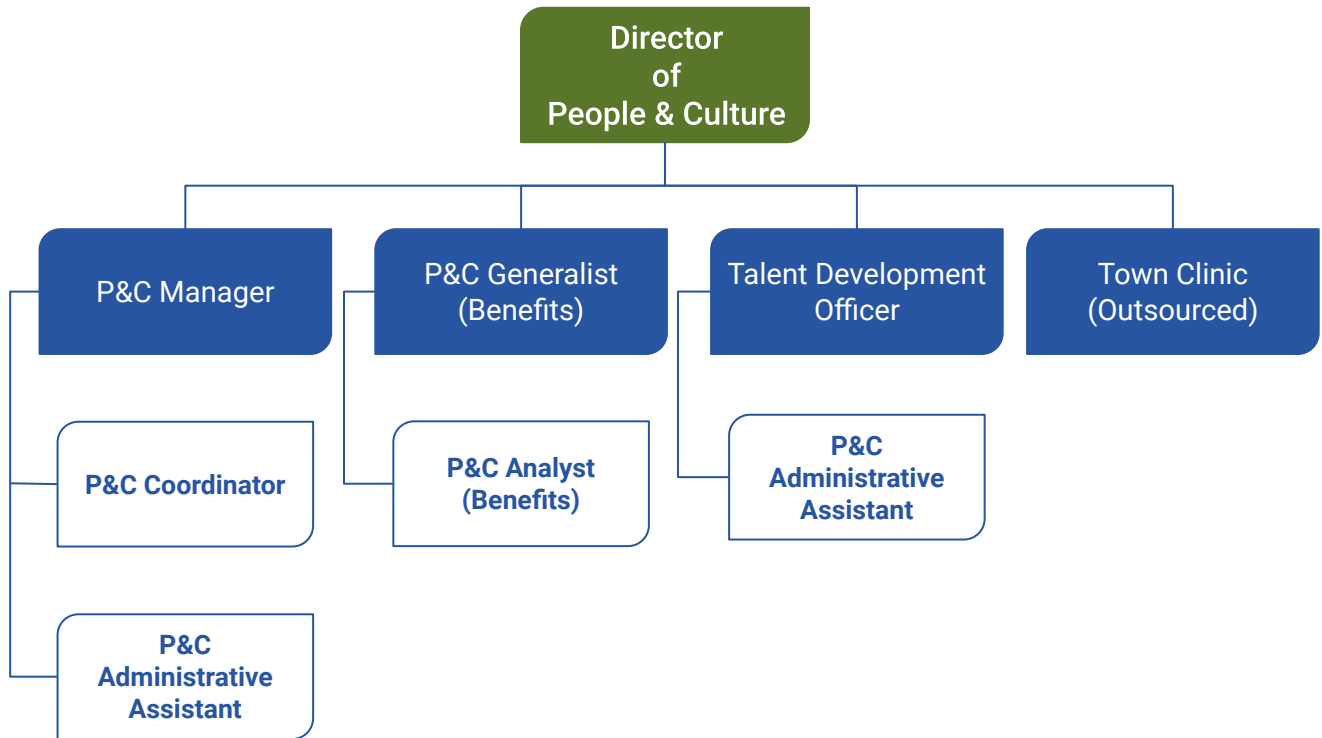 Director
of
People & Culture
P&C Manager
P&C Generalist
(Benefits)
Talent Development
Officer
Town Clinic
(Outsourced)
P&C Coordinator
P&C Analyst
(Benefits)
P&C
Administrative
Assistant
P&C
Administrative
Assistant